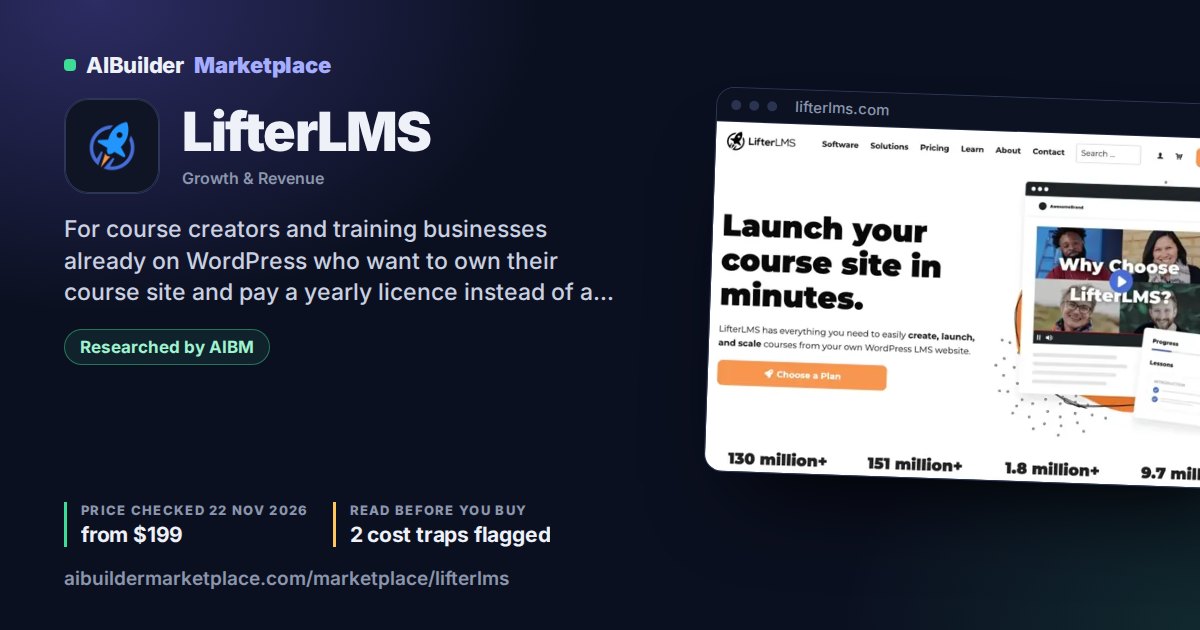 AIBuilder Marketplace
LifterLMS
Growth & Revenue
For course creators and training businesses
already on WordPress who want to own their
course site and pay a yearly licence instead of a...
Researched by AIBM
PRICE CHECKED 22 NOV 2026
from $199
READ BEFORE YOU BUY
2 cost traps flagged
aibuildermarketplace.com/marketplace/lifterlms
lifterlms.com
LifterLMS
Software Solutions Pricing Learn About Contact Search ...
Launch your
course site in
minutes.
LifterLMS has everything you need to easily create, launch,
and scale courses from your own WordPress LMS website.
Choose a Plan
AwesomeBrand
Why Choose
LifterLMS?
Progress
Lessons
INTRODUCTION
130 million+ 151 million+ 1.8 million+ 9.7 mill